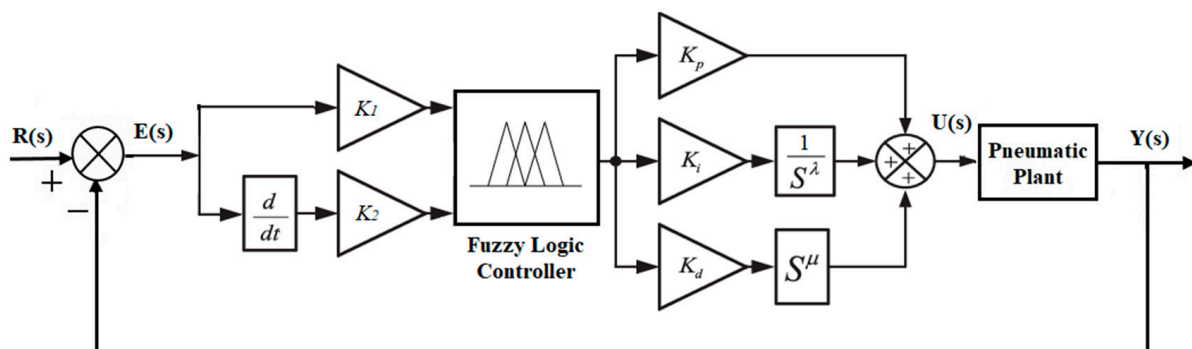 R(s)
+
−
E(s)
d
dt
K1
K2
Fuzzy Logic
Controller
Kp
Ki
Kd
1
Sλ
Sμ
+
+ +
+
U(s)
Pneumatic
Plant
Y(s)